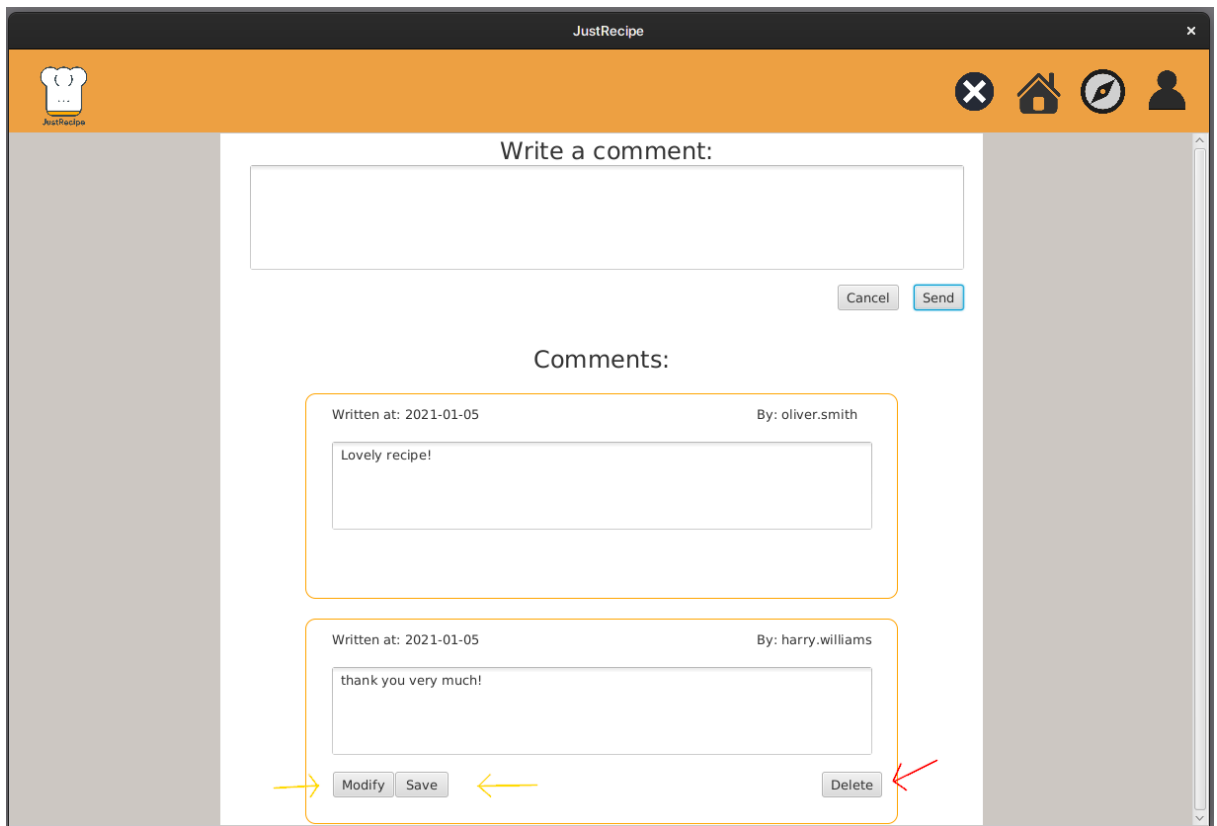 JustRecipe
JustRecipe
Write a comment:
Cancel Send
Comments:
Written at: 2021-01-05 By: oliver.smith
Lovely recipe!
Written at: 2021-01-05 By: harry.williams
thank you very much!
Modify Save Delete